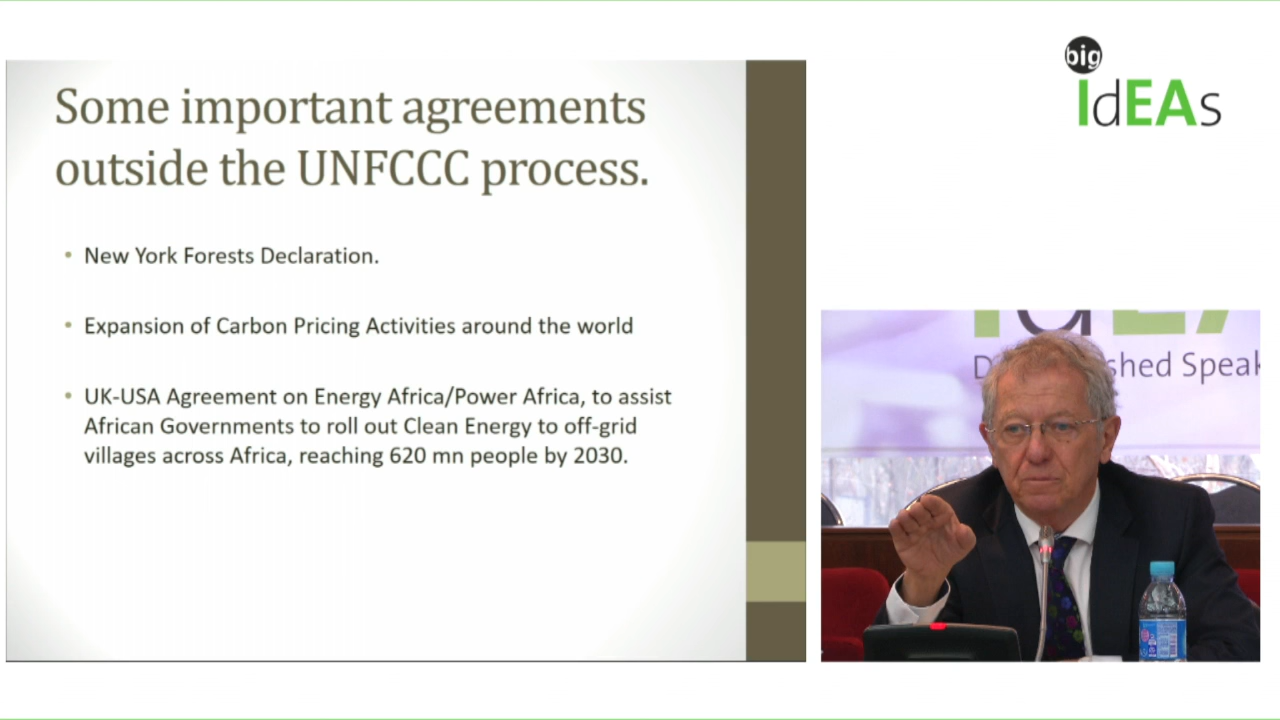 big
IdEAs
Some important agreements
outside the UNFCCC process.
• New York Forests Declaration.
• Expansion of Carbon Pricing Activities around the world
• UK-USA Agreement on Energy Africa/Power Africa, to assist
African Governments to roll out Clean Energy to off-grid
villages across Africa, reaching 620 mn people by 2030.